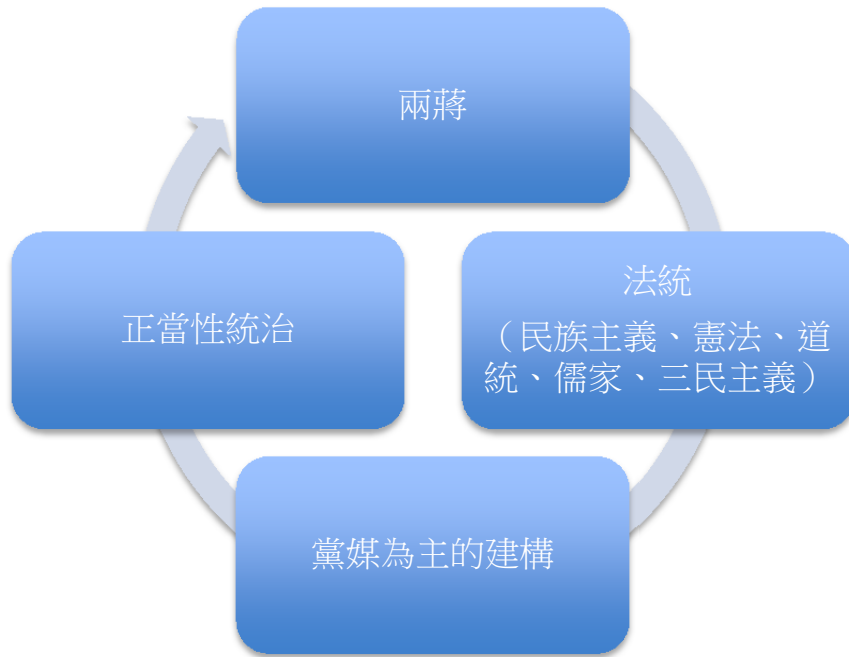 兩蔣
法統
（民族主義、憲法、道
統、儒家、三民主義）
黨媒為主的建構
正當性統治